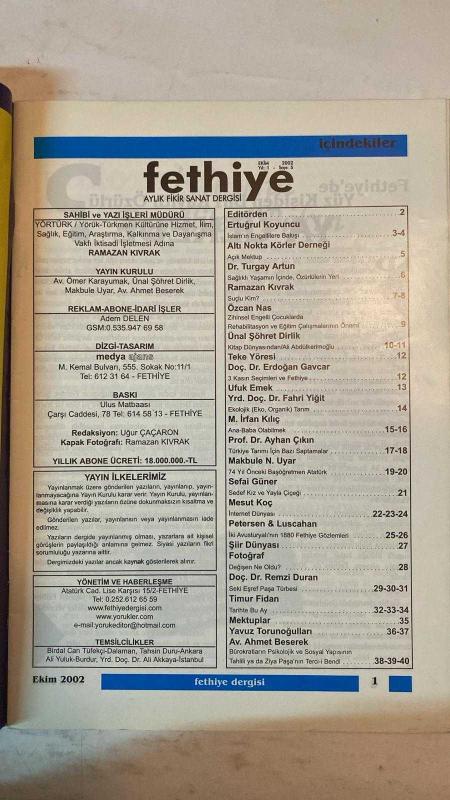 içindekiler
fethiye
EKİM 2002
Yıl: 1 - Sayı: 5
AYLIK FİKİR SANAT DERGİSİ
SAHİBİ ve YAZI İŞLERİ MÜDÜRÜ
YÖRTÜRK / Yörük-Türkmen Kültürüne Hizmet, İlim,
Sağlık, Eğitim, Araştırma, Kalkınma ve Dayanışma
Vakfı İktisadi İşletmesi Adına
RAMAZAN KIVRAK
YAYIN KURULU
Av. Ömer Karayumak, Ünal Şöhret Dirlik,
Makbule Uyar, Av. Ahmet Beserek
REKLAM-ABONE-İDARİ İŞLER
Adem DELEN
GSM:0.535.947 69 58
DİZGİ-TASARIM
medya ajans
M. Kemal Bulvarı, 555. Sokak No:11/1
Tel: 612 31 64 - FETHİYE
BASKI
Ulus Matbaası
Çarşı Caddesi, 78 Tel: 614 58 13 - FETHİYE
Redaksiyon: Uğur ÇAÇARON
Kapak Fotoğrafı: Ramazan KIVRAK
YILLIK ABONE ÜCRETİ: 18.000.000.-TL
YAYIN İLKELERİMİZ
Yayınlanmak üzere gönderilen yazıların, yayınlanıp, yayın-
lanmayacağına Yayın Kurulu karar verir. Yayın Kurulu, yayınlan-
masına karar verdiği yazıların özüne dokunmaksızın kısaltma ve
değişiklik yapabilir.
Gönderilen yazılar, yayınlansın veya yayınlanmasın iade
edilmez.
Yazıların dergide yayınlanmış olması, yazarlara ait kişisel
görüşlerin paylaşıldığı anlamına gelmez. Siyasi yazıların fikri
sorumluluğu yazarına aittir.
Dergimizdeki yazılar ancak kaynak gösterilerek alınır.
YÖNETİM VE HABERLEŞME
Atatürk Cad. Lise Karşısı 15/2-FETHİYE
Tel: 0.252.612 65 59
www.fethiyedergisi.com
www.yorukler.com
e-mail:yorukeditor@hotmail.com
TEMSİLCİLİKLER
Birdal Can Tüfekçi-Dalaman, Tahsin Duru-Ankara
Ali Yuluk-Burdur, Yrd. Doç. Dr. Ali Akkaya-İstanbul
Editörden 2
Ertuğrul Koyuncu
İslam'ın Engellilere Bakışı 3-4
Altı Nokta Körler Derneği
Açık Mektup 5
Dr. Turgay Artun
Sağlıklı Yaşamın İçinde, Özürlülerin Yeri 6
Ramazan Kıvrak
Suçlu Kim? 7-8
Özcan Nas
Zihinsel Engelli Çocuklarda
Rehabilitasyon ve Eğitim Çalışmalarının Önemi 9
Ünal Şöhret Dirlik
Kitap Dünyasından/Ali Abdülkerimoğlu 10-11
Teke Yöresi 12
Doç. Dr. Erdoğan Gavcar
3 Kasın Seçimleri ve Fethiye 12
Ufuk Emek 13
Yrd. Doç. Dr. Fahri Yiğit
Ekolojik (Eko, Organik) Tarım 14
M. İrfan Kılıç
Ana-Baba Olabilmek 15-16
Prof. Dr. Ayhan Çıkın
Türkiye Tarımı İçin Bazı Saptamalar 17-18
Makbule N. Uyar
74 Yıl Önceki Başöğretmen Atatürk 19-20
Sefai Güner
Sedef Kız ve Yayla Çiçeği 21
Mesut Koç
İnternet Dünyası 22-23-24
Petersen & Luscahan
İki Avusturyalı'nın 1880 Fethiye Gözlemleri 25-26
Şiir Dünyası 27
Fotoğraf
Değişen Ne Oldu? 28
Doç. Dr. Remzi Duran
Seki Eşref Paşa Türbesi 29-30-31
Timur Fidan
Tarihte Bu Ay 32-33-34
Mektuplar 35
Yavuz Torunoğulları 36-37
Av. Ahmet Beserek
Bürokratların Psikolojik ve Sosyal Yapısının
Tahlili ya da Ziya Paşa'nın Terci-i Bendi 38-39-40
Ekim 2002
fethiye dergisi
1